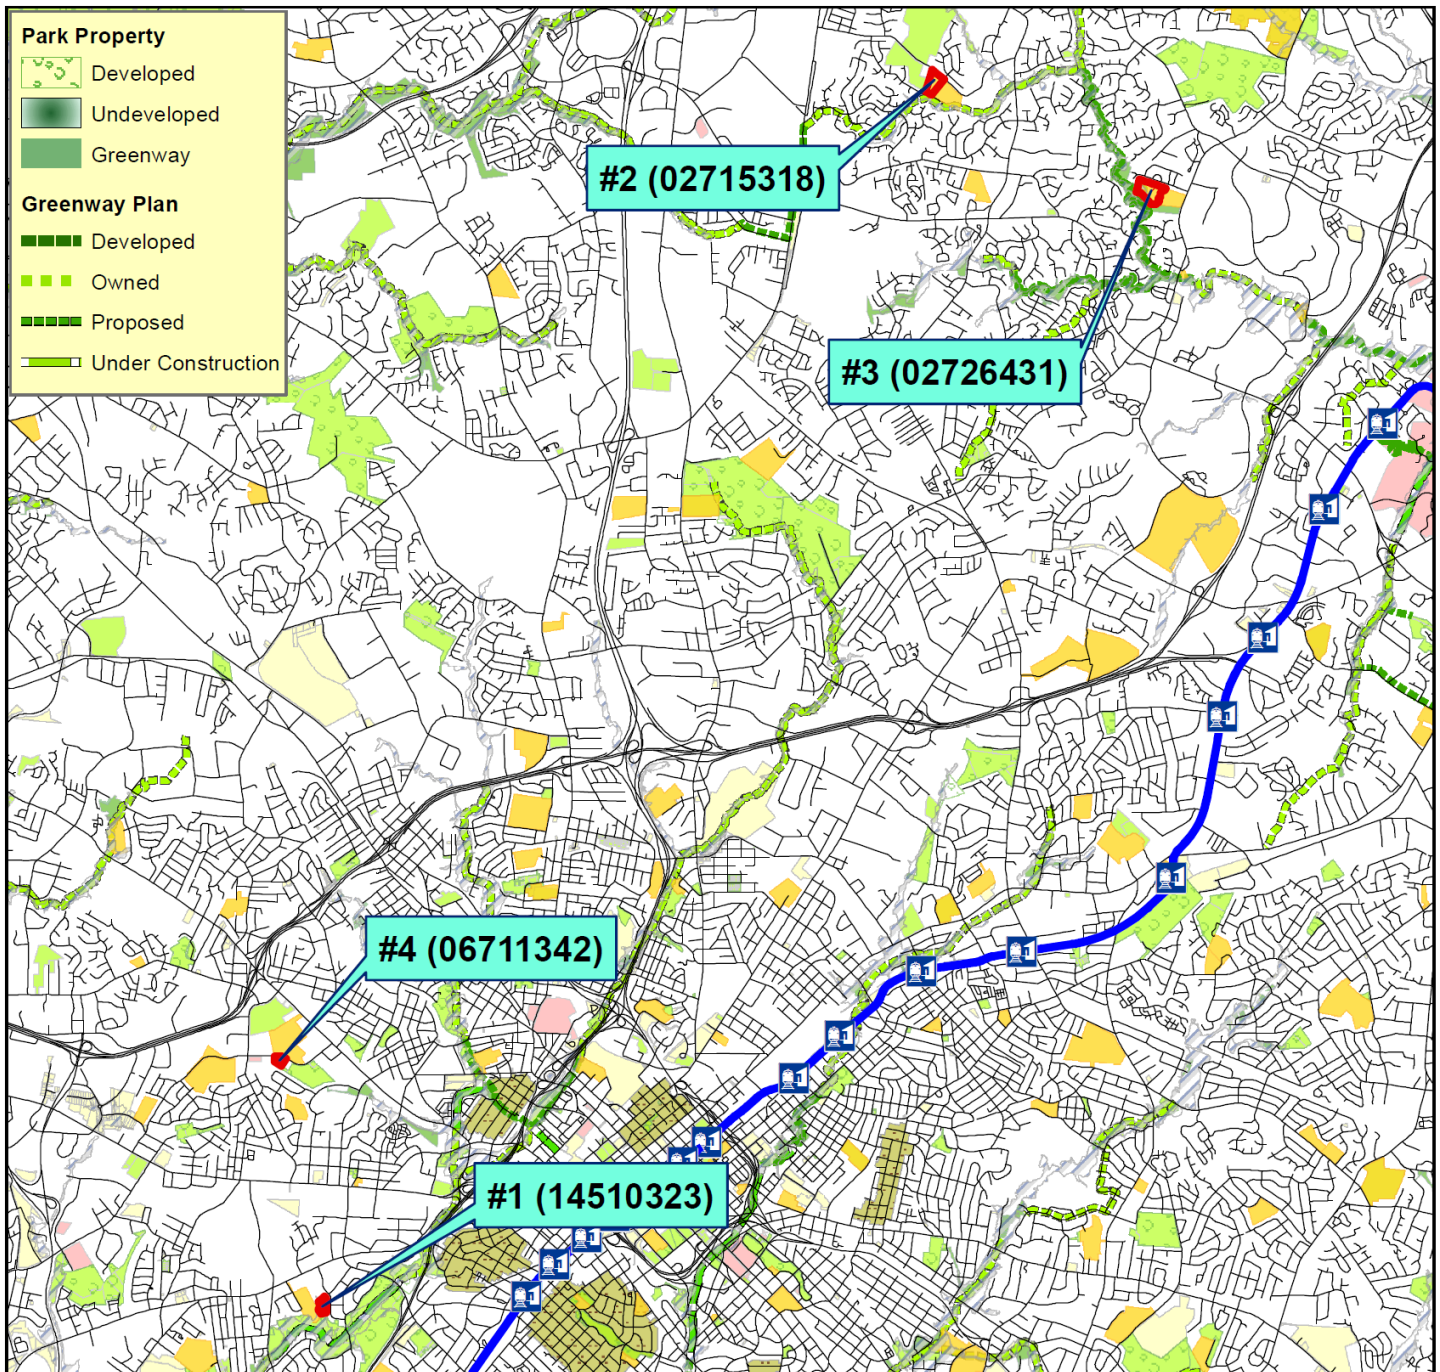 Park Property
Developed
Undeveloped
Greenway
Greenway Plan
Developed
Owned
Proposed
Under Construction
#2 (02715318)
#3 (02726431)
#4 (06711342)
#1 (14510323)